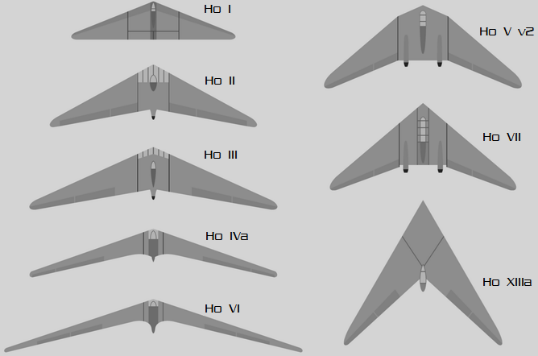 Ho I
Ho II
Ho III
Ho IVa
Ho VI
Ho V v2
Ho VII
Ho XIIIa